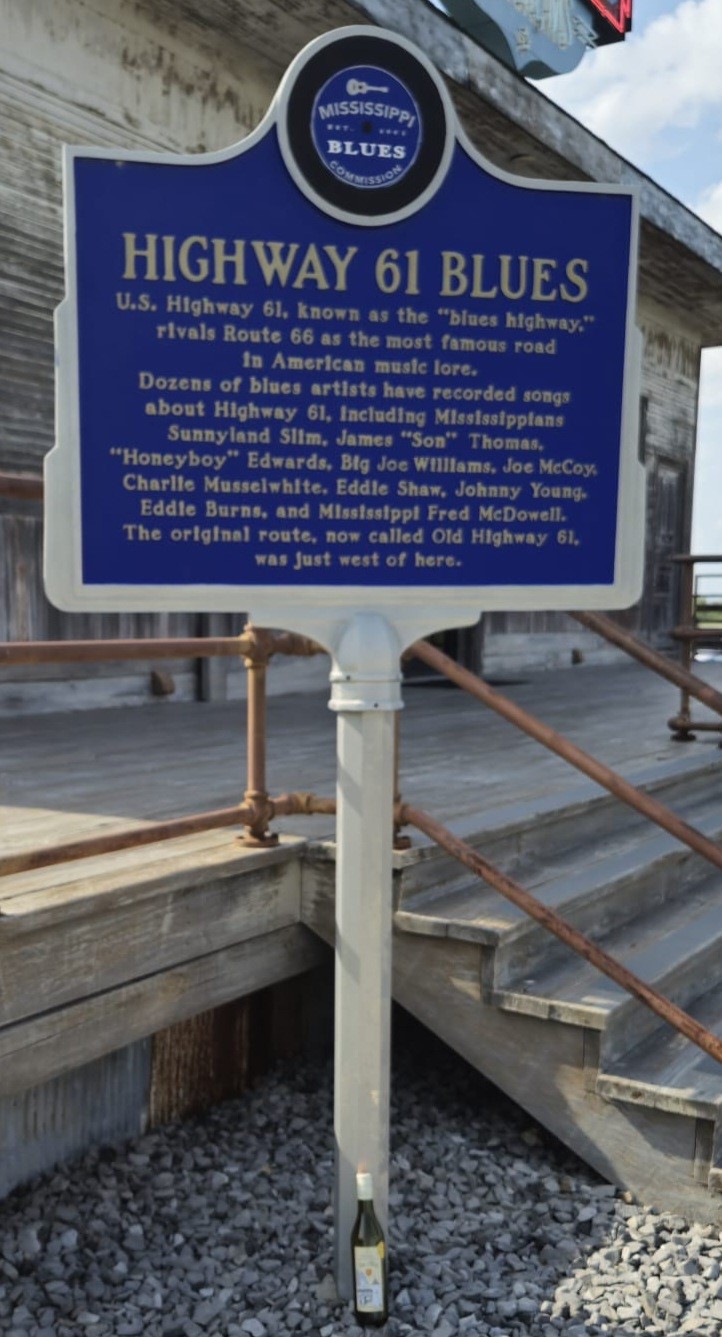 MISSISSIPPI
BLUES
COMMISSION
HIGHWAY 61 BLUES
U.S. Highway 61, known as the "blues highway,"
rivals Route 66 as the most famous road
in American music lore.
Dozens of blues artists have recorded songs
about Highway 61, including Mississippians
Sunnyland Slim, James "Son" Thomas,
"Honeyboy" Edwards, Big Joe Williams, Joe McCoy,
Charlie Musselwhite, Eddie Shaw, Johnny Young,
Eddie Burns, and Mississippi Fred McDowell.
The original route, now called Old Highway 61,
was just west of here.